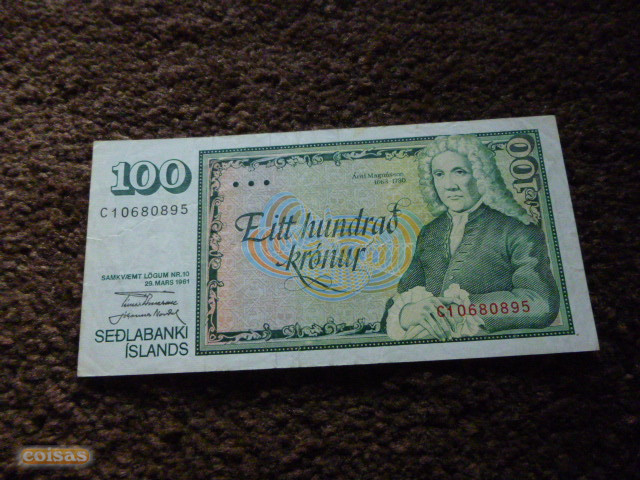 100
C10680895
SAMKVÆMT LÖGUM NR.10
29. MARS 1961
SEÐLABANKI
ÍSLANDS
Eitt hundrað
krónur
Árni Magnússon
100
C10680895
coisas